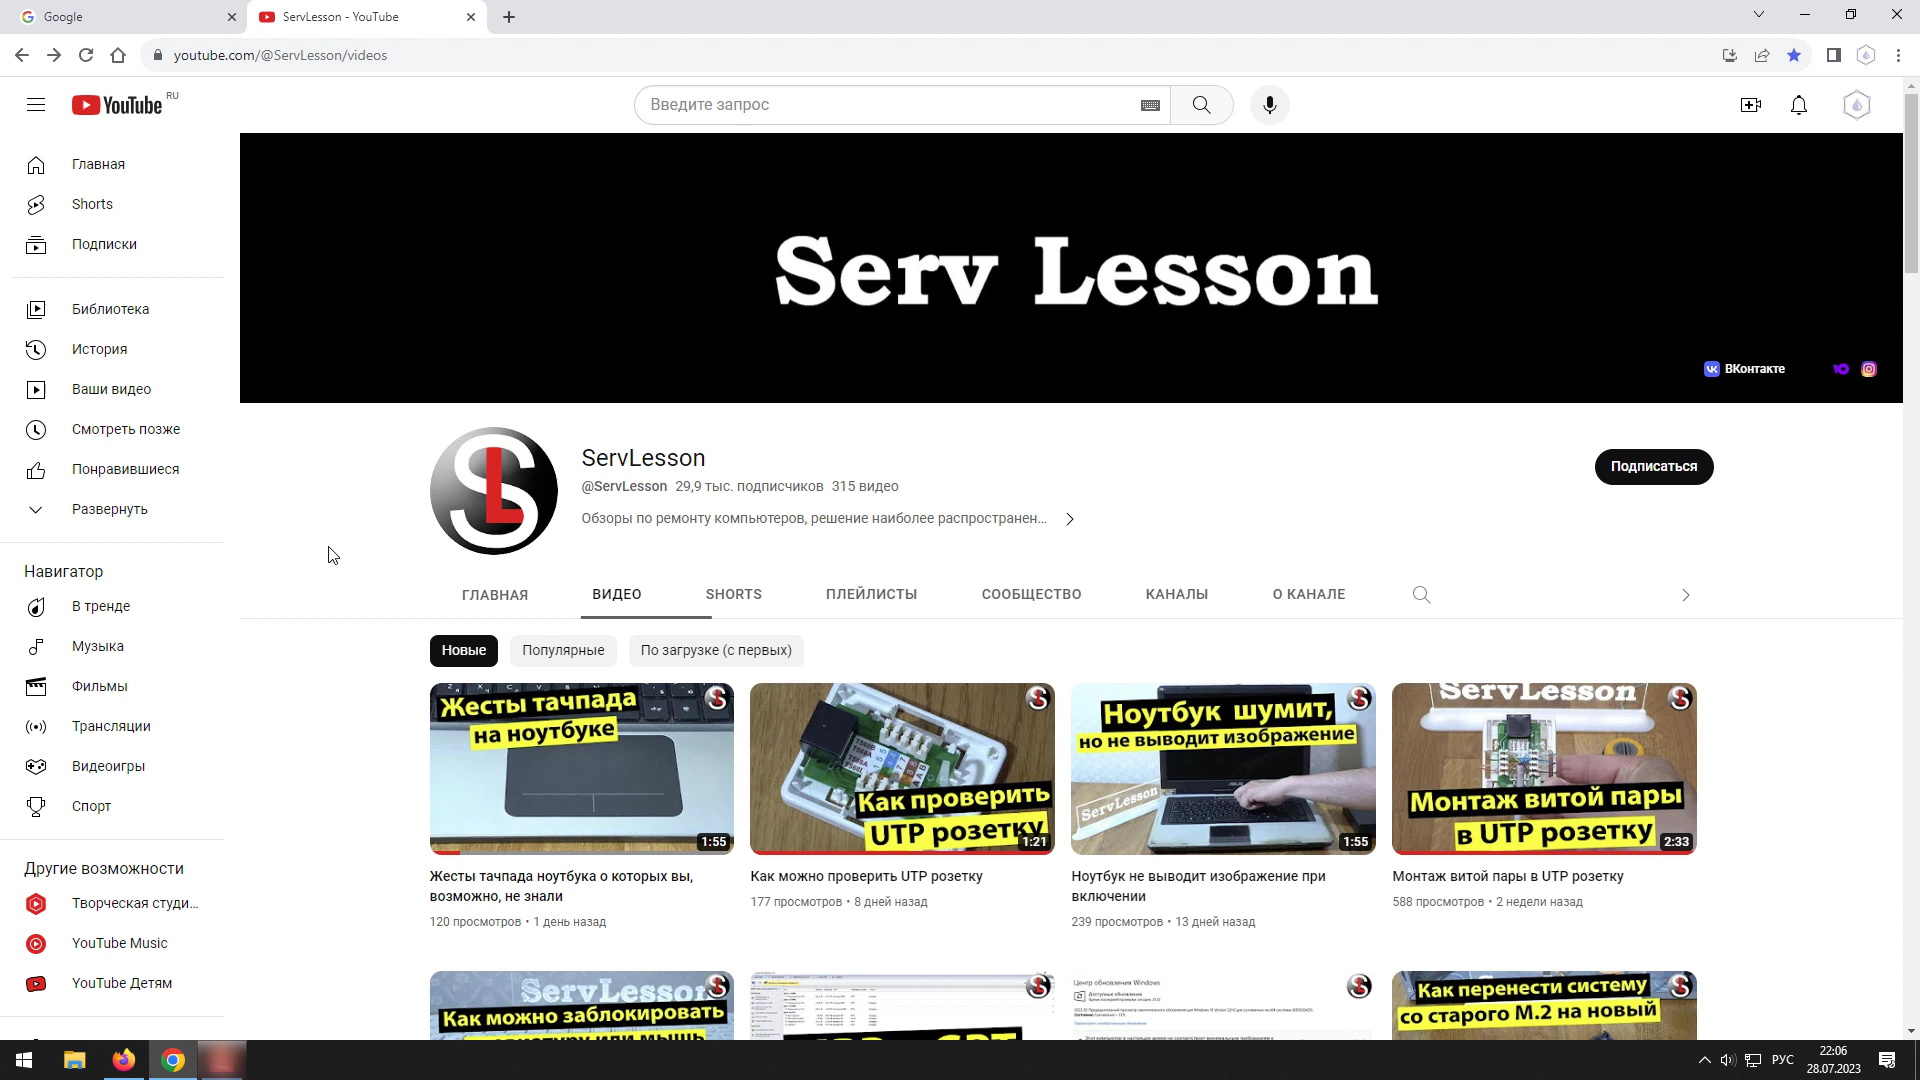 Google
ServLesson - YouTube
youtube.com/@ServLesson/videos
YouTube RU
Введите запрос
Главная
Shorts
Подписки
Библиотека
История
Ваши видео
Смотреть позже
Понравившиеся
Развернуть
Навигатор
В тренде
Музыка
Фильмы
Трансляции
Видеоигры
Спорт
Другие возможности
Творческая студи...
YouTube Music
YouTube Детям
Serv Lesson
ВКонтакте
ServLesson
@ServLesson 29,9 тыс. подписчиков 315 видео
Обзоры по ремонту компьютеров, решение наиболее распространен...
Подписаться
ГЛАВНАЯ ВИДЕО SHORTS ПЛЕЙЛИСТЫ СООБЩЕСТВО КАНАЛЫ О КАНАЛЕ
Новые Популярные По загрузке (с первых)
Жесты тачпада
на ноутбуке
1:55
Жесты тачпада ноутбука о которых вы,
возможно, не знали
120 просмотров • 1 день назад
Как проверить
UTP розетку
1:21
Как можно проверить UTP розетку
177 просмотров • 8 дней назад
Ноутбук шумит,
но не выводит изображение
ServLesson
1:55
Ноутбук не выводит изображение при
включении
239 просмотров • 13 дней назад
ServLesson
Монтаж витой пары
в UTP розетку
2:33
Монтаж витой пары в UTP розетку
588 просмотров • 2 недели назад
ServLesson
Как можно заблокировать
Центр обновления Windows
Доступные обновления
Как перенести систему
со старого М.2 на новый
РУС
22:06
28.07.2023